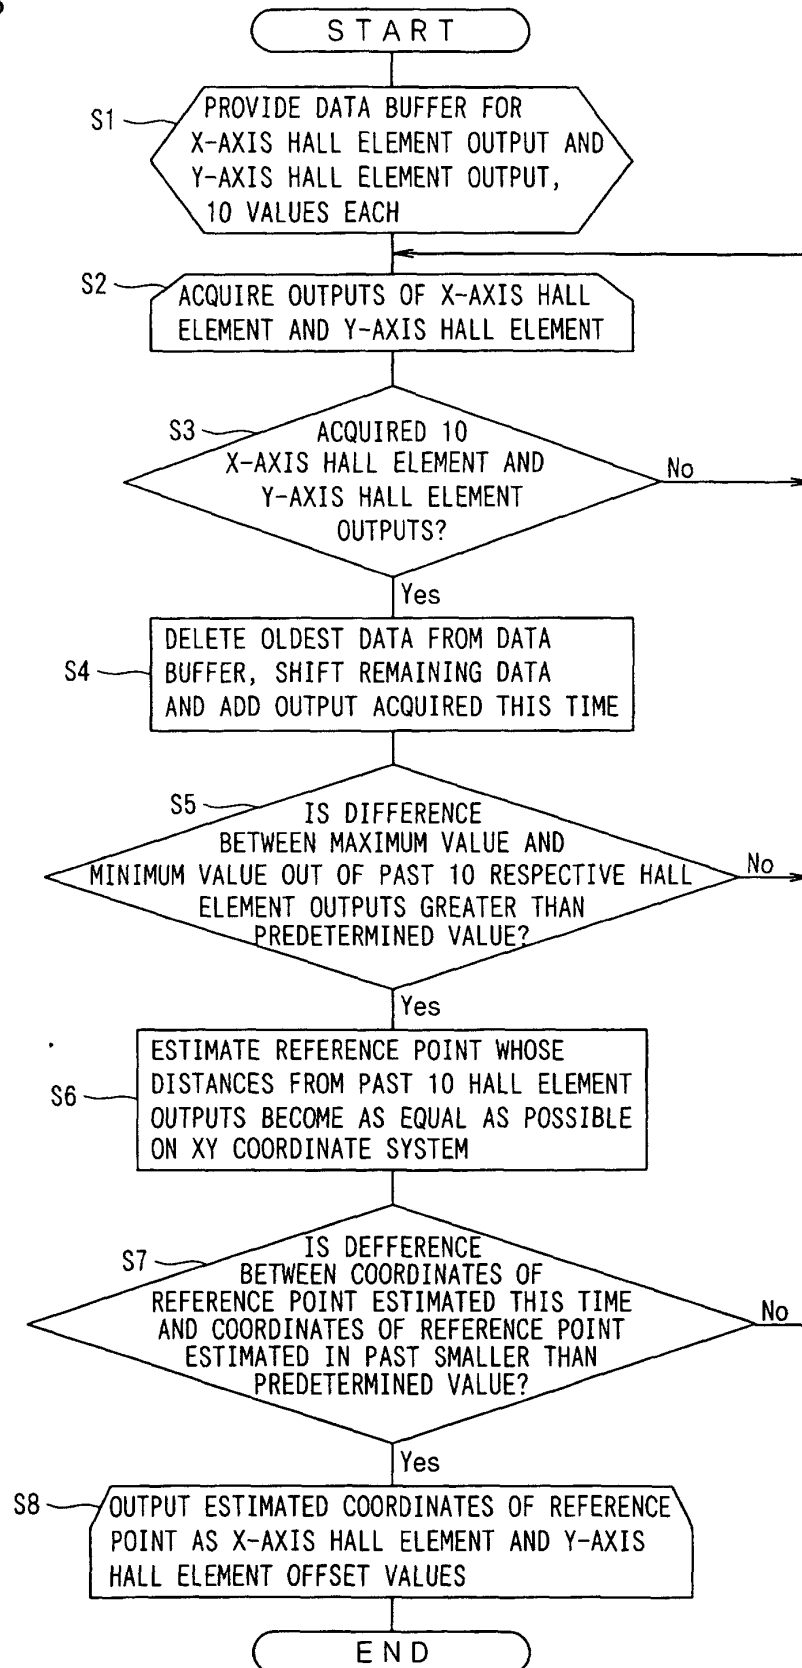 START
S1
PROVIDE DATA BUFFER FOR
X-AXIS HALL ELEMENT OUTPUT AND
Y-AXIS HALL ELEMENT OUTPUT,
10 VALUES EACH
S2
ACQUIRE OUTPUTS OF X-AXIS HALL
ELEMENT AND Y-AXIS HALL ELEMENT
S3
ACQUIRED 10
X-AXIS HALL ELEMENT AND
Y-AXIS HALL ELEMENT
OUTPUTS?
No
Yes
S4
DELETE OLDEST DATA FROM DATA
BUFFER, SHIFT REMAINING DATA
AND ADD OUTPUT ACQUIRED THIS TIME
S5
IS DIFFERENCE
BETWEEN MAXIMUM VALUE AND
MINIMUM VALUE OUT OF PAST 10 RESPECTIVE HALL
ELEMENT OUTPUTS GREATER THAN
PREDETERMINED VALUE?
No
Yes
S6
ESTIMATE REFERENCE POINT WHOSE
DISTANCES FROM PAST 10 HALL ELEMENT
OUTPUTS BECOME AS EQUAL AS POSSIBLE
ON XY COORDINATE SYSTEM
S7
IS DEFFERENCE
BETWEEN COORDINATES OF
REFERENCE POINT ESTIMATED THIS TIME
AND COORDINATES OF REFERENCE POINT
ESTIMATED IN PAST SMALLER THAN
PREDETERMINED VALUE?
No
Yes
S8
OUTPUT ESTIMATED COORDINATES OF REFERENCE
POINT AS X-AXIS HALL ELEMENT AND Y-AXIS
HALL ELEMENT OFFSET VALUES
END